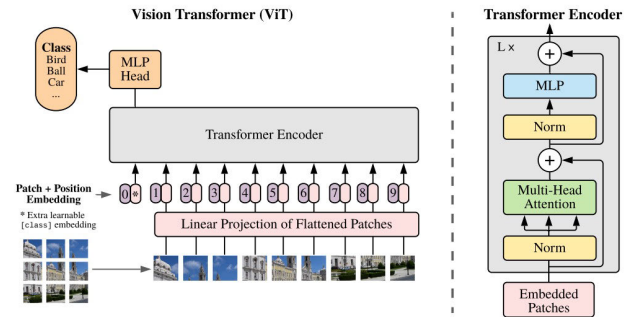 Vision Transformer (ViT)
Class
Bird
Ball
Car
...
MLP
Head
Transformer Encoder
Patch + Position
Embedding
0 * 1 2 3 4 5 6 7 8 9
* Extra learnable
[class] embedding
Linear Projection of Flattened Patches
Transformer Encoder
L ×
+
MLP
Norm
+
Multi-Head
Attention
Norm
Embedded
Patches